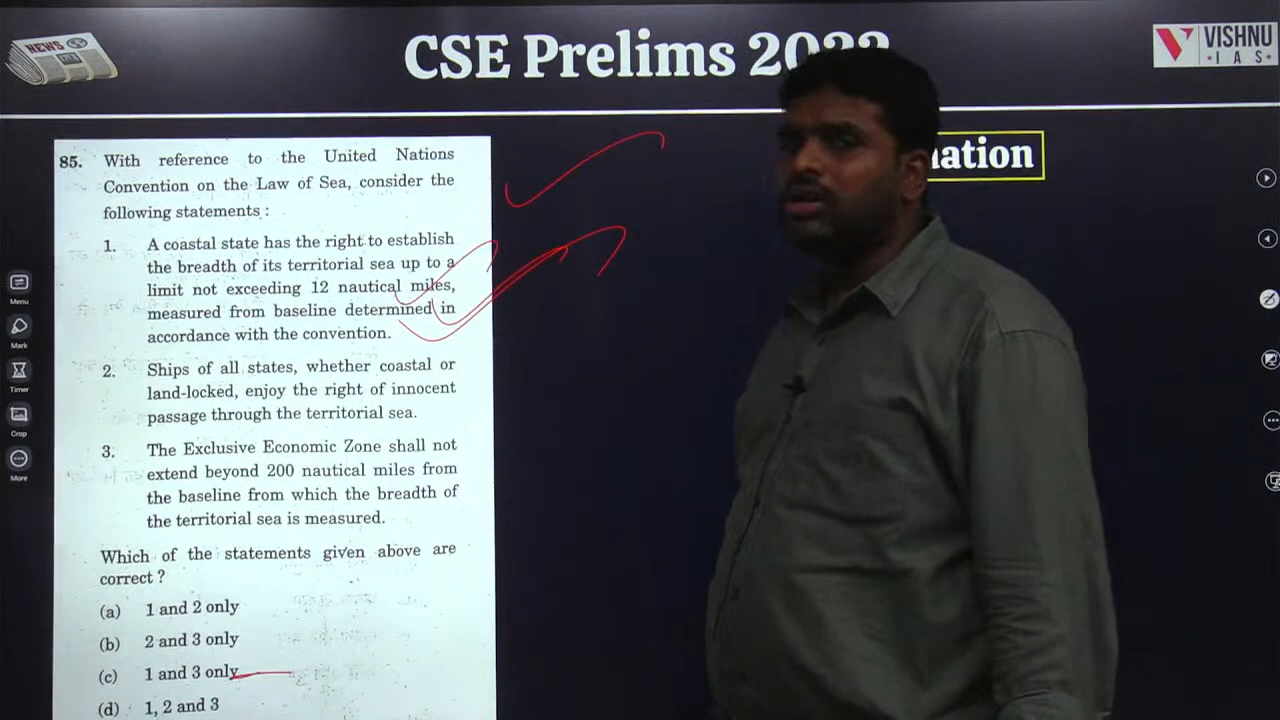 NEWS
CSE Prelims 20
VISHNU
IAS
85. With reference to the United Nations
Convention on the Law of Sea, consider the
following statements :
1. A coastal state has the right to establish
the breadth of its territorial sea up to a
limit not exceeding 12 nautical miles,
measured from baseline determined in
accordance with the convention.
2. Ships of all states, whether coastal or
land-locked, enjoy the right of innocent
passage through the territorial sea.
3. The Exclusive Economic Zone shall not
extend beyond 200 nautical miles from
the baseline from which the breadth of
the territorial sea is measured.
Which of the statements given above are
correct ?
(a) 1 and 2 only
(b) 2 and 3 only
(c) 1 and 3 only
(d) 1, 2 and 3
nation
Menu
Mark
Timer
Crop
More